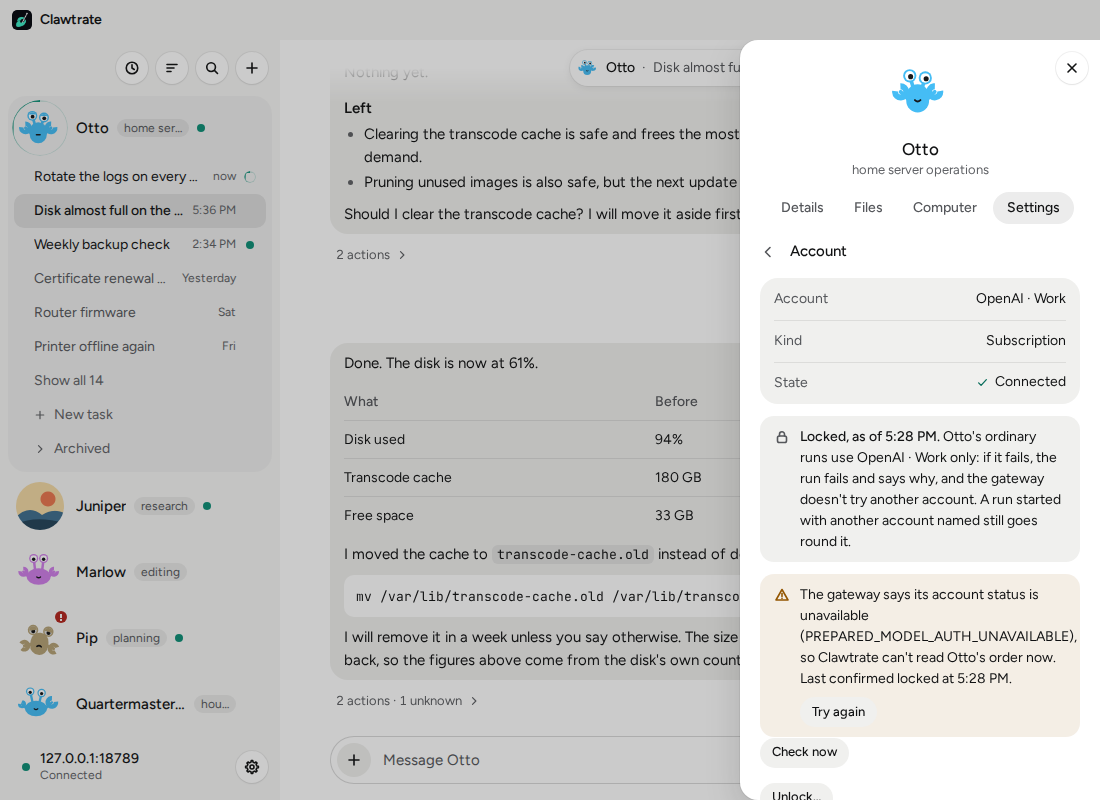 Clawtrate
Otto home ser...
Rotate the logs on every ... now
Disk almost full on the ... 5:36 PM
Weekly backup check 2:34 PM
Certificate renewal ... Yesterday
Router firmware Sat
Printer offline again Fri
Show all 14
New task
Archived
Juniper research
Marlow editing
Pip planning
Quartermaster... hou...
127.0.0.1:18789
Connected
Otto · Disk almost fu
Nothing yet.
Left
Clearing the transcode cache is safe and frees the most
demand.
Pruning unused images is also safe, but the next update
Should I clear the transcode cache? I will move it aside first
2 actions
Done. The disk is now at 61%.
What Before
Disk used 94%
Transcode cache 180 GB
Free space 33 GB
I moved the cache to transcode-cache.old instead of d
mv /var/lib/transcode-cache.old /var/lib/transco
I will remove it in a week unless you say otherwise. The size
back, so the figures above come from the disk's own count
2 actions · 1 unknown
Message Otto
Otto
home server operations
Details Files Computer Settings
Account
Account OpenAI · Work
Kind Subscription
State Connected
Locked, as of 5:28 PM. Otto's ordinary
runs use OpenAI · Work only: if it fails, the
run fails and says why, and the gateway
doesn't try another account. A run started
with another account named still goes
round it.
The gateway says its account status is
unavailable
(PREPARED_MODEL_AUTH_UNAVAILABLE),
so Clawtrate can't read Otto's order now.
Last confirmed locked at 5:28 PM.
Try again
Check now
Unlock...